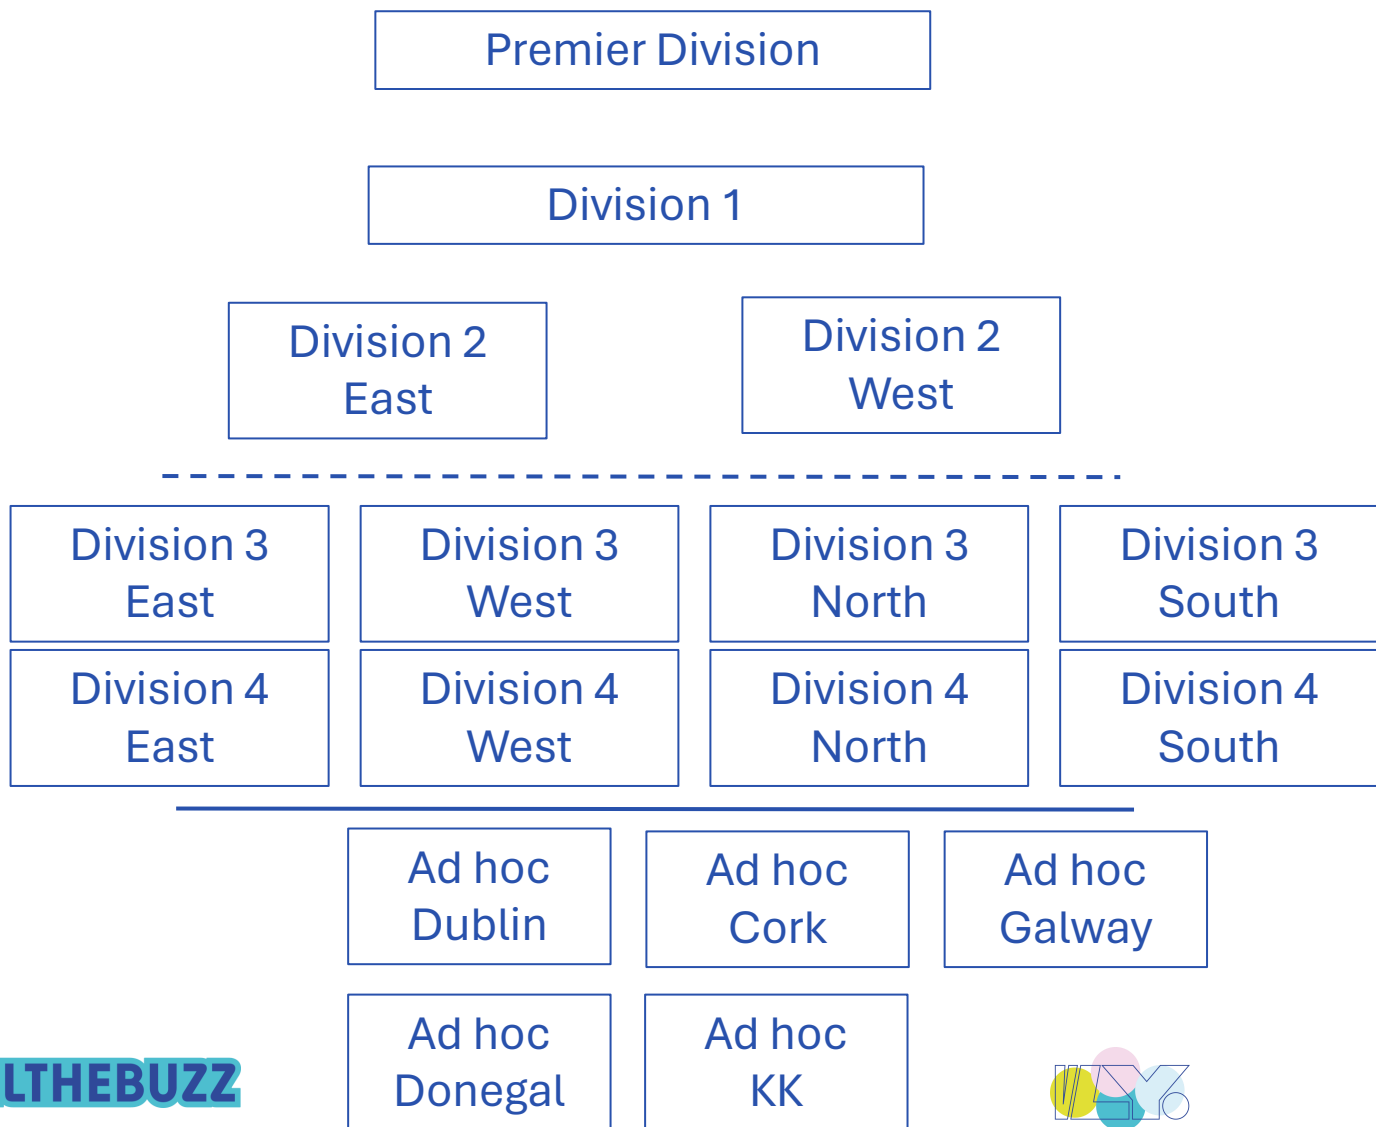 Premier Division
Division 1
Division 2
East
Division 2
West
Division 3
East
Division 3
West
Division 3
North
Division 3
South
Division 4
East
Division 4
West
Division 4
North
Division 4
South
Ad hoc
Dublin
Ad hoc
Cork
Ad hoc
Galway
Ad hoc
Donegal
Ad hoc
KK
LTHEBUZZ